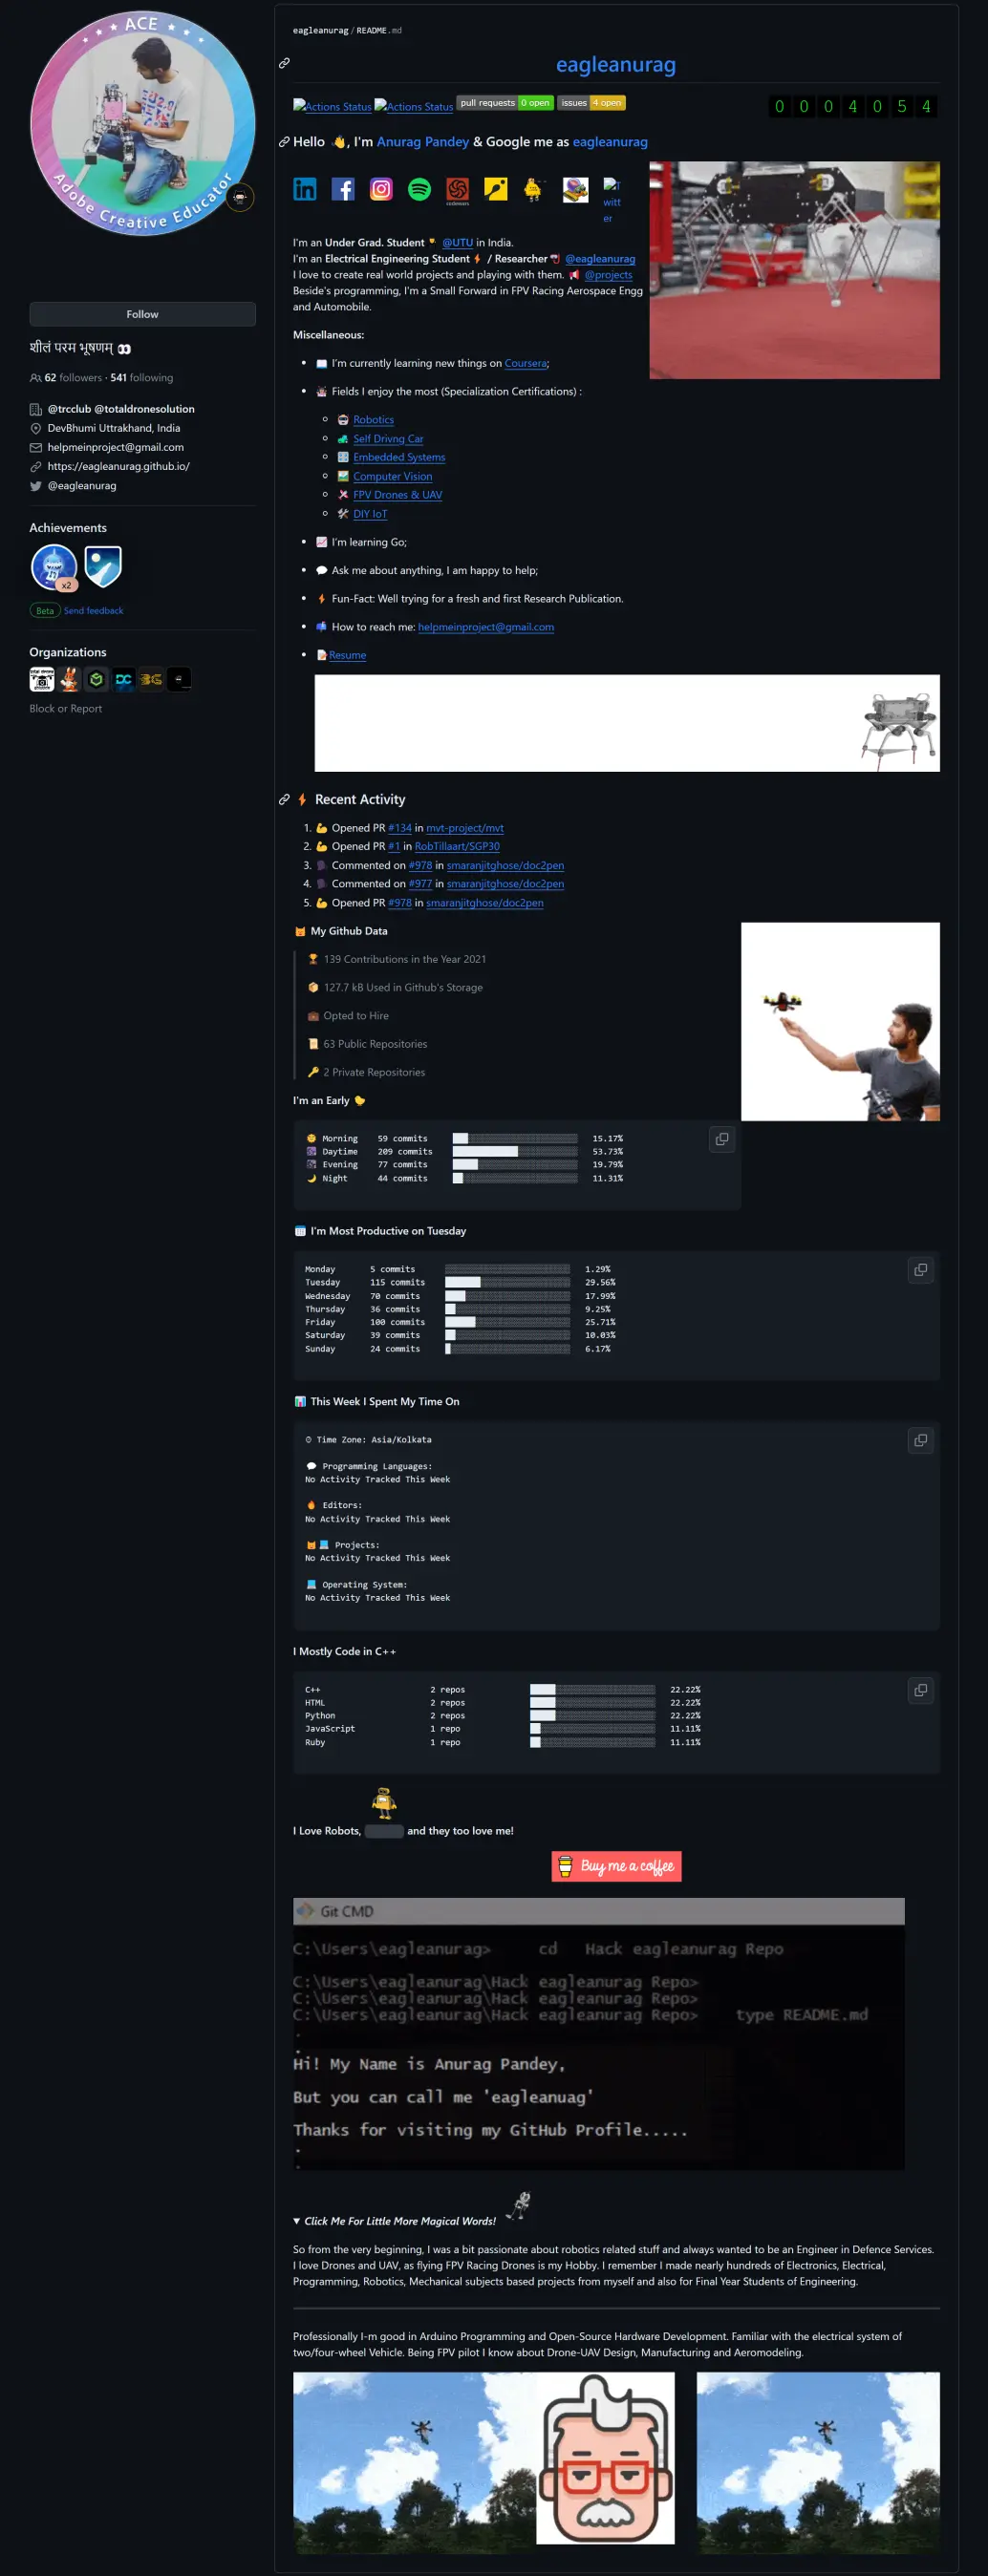 ACE
Adobe Creative Educator
Follow
शीलं परम भूषणम् 👀
62 followers · 541 following
@trcclub @totaldronesolution
DevBhumi Uttrakhand, India
helpmeinproject@gmail.com
https://eagleanurag.github.io/
@eagleanurag
Achievements
x2
Beta Send feedback
Organizations
DC
Block or Report
eagleanurag / README.md
eagleanurag
Actions Status Actions Status pull requests 0 open issues 4 open
0 0 0 4 0 5 4
Hello 👋, I'm Anurag Pandey & Google me as eagleanurag
Twitter
I'm an Under Grad. Student @UTU in India.
I'm an Electrical Engineering Student ⚡ / Researcher @eagleanurag
I love to create real world projects and playing with them. @projects
Beside's programming, I'm a Small Forward in FPV Racing Aerospace Engg
and Automobile.
Miscellaneous:
I'm currently learning new things on Coursera;
Fields I enjoy the most (Specialization Certifications) :
Robotics
Self Drivng Car
Embedded Systems
Computer Vision
FPV Drones & UAV
DIY IoT
I'm learning Go;
Ask me about anything, I am happy to help;
Fun-Fact: Well trying for a fresh and first Research Publication.
How to reach me: helpmeinproject@gmail.com
Resume
⚡ Recent Activity
1. 💪 Opened PR #134 in mvt-project/mvt
2. 💪 Opened PR #1 in RobTillaart/SGP30
3. Commented on #978 in smaranjitghose/doc2pen
4. Commented on #977 in smaranjitghose/doc2pen
5. 💪 Opened PR #978 in smaranjitghose/doc2pen
My Github Data
139 Contributions in the Year 2021
127.7 kB Used in Github's Storage
Opted to Hire
63 Public Repositories
2 Private Repositories
I'm an Early 🐤
Morning 59 commits 15.17%
Daytime 209 commits 53.73%
Evening 77 commits 19.79%
Night 44 commits 11.31%
I'm Most Productive on Tuesday
Monday 5 commits 1.29%
Tuesday 115 commits 29.56%
Wednesday 70 commits 17.99%
Thursday 36 commits 9.25%
Friday 100 commits 25.71%
Saturday 39 commits 10.03%
Sunday 24 commits 6.17%
This Week I Spent My Time On
Time Zone: Asia/Kolkata
Programming Languages:
No Activity Tracked This Week
Editors:
No Activity Tracked This Week
Projects:
No Activity Tracked This Week
Operating System:
No Activity Tracked This Week
I Mostly Code in C++
C++ 2 repos 22.22%
HTML 2 repos 22.22%
Python 2 repos 22.22%
JavaScript 1 repo 11.11%
Ruby 1 repo 11.11%
I Love Robots, and they too love me!
Buy me a coffee
Git CMD
C:\Users\eagleanurag> cd Hack eagleanurag Repo
C:\Users\eagleanurag\Hack eagleanurag Repo>
C:\Users\eagleanurag\Hack eagleanurag Repo>
C:\Users\eagleanurag\Hack eagleanurag Repo> type README.md
.
.
Hi! My Name is Anurag Pandey,
But you can call me 'eagleanuag'
Thanks for visiting my GitHub Profile.....
.
.
Click Me For Little More Magical Words!
So from the very beginning, I was a bit passionate about robotics related stuff and always wanted to be an Engineer in Defence Services.
I love Drones and UAV, as flying FPV Racing Drones is my Hobby. I remember I made nearly hundreds of Electronics, Electrical,
Programming, Robotics, Mechanical subjects based projects from myself and also for Final Year Students of Engineering.
Professionally I-m good in Arduino Programming and Open-Source Hardware Development. Familiar with the electrical system of
two/four-wheel Vehicle. Being FPV pilot I know about Drone-UAV Design, Manufacturing and Aeromodeling.